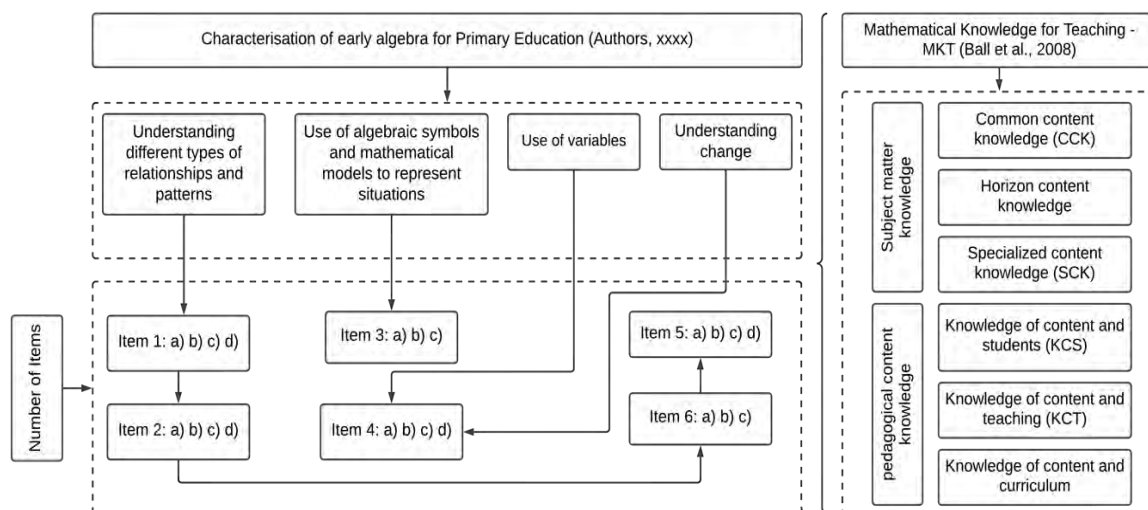 Characterisation of early algebra for Primary Education (Authors, xxxx)
Mathematical Knowledge for Teaching -
MKT (Ball et al., 2008)
Understanding
different types of
relationships and
patterns
Use of algebraic symbols
and mathematical
models to represent
situations
Use of variables
Understanding
change
Number of Items
Item 1: a) b) c) d)
Item 2: a) b) c) d)
Item 3: a) b) c)
Item 4: a) b) c) d)
Item 5: a) b) c) d)
Item 6: a) b) c)
Subject matter
knowledge
Common content
knowledge (CCK)
Horizon content
knowledge
Specialized content
knowledge (SCK)
pedagogical content
knowledge
Knowledge of content and
students (KCS)
Knowledge of content and
teaching (KCT)
Knowledge of content and
curriculum